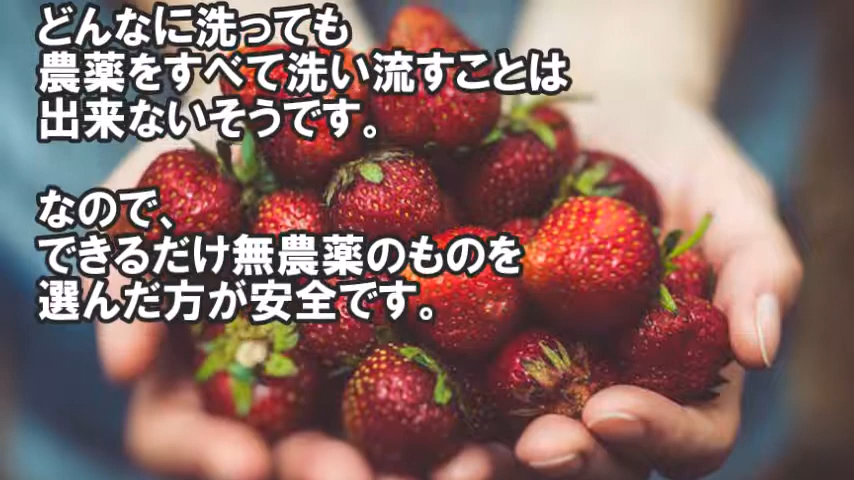 どんなに洗っても
農薬をすべて洗い流すことは
出来ないそうです。
なので、
できるだけ無農薬のものを
選んだ方が安全です。